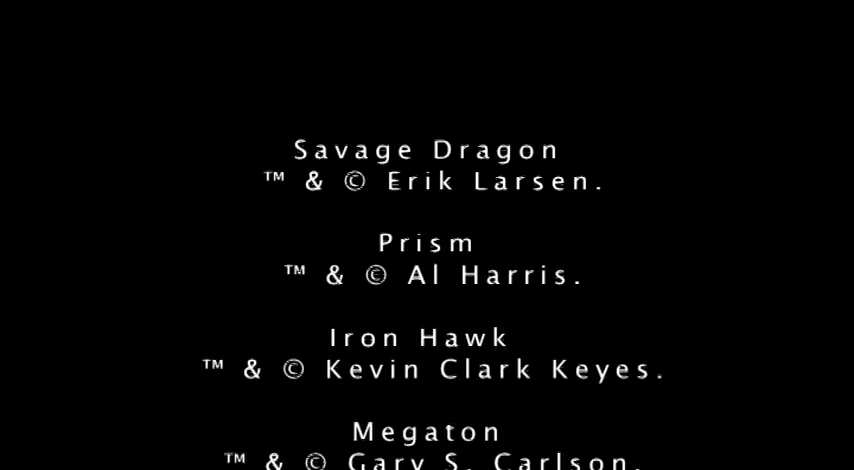 Savage Dragon
™ & © Erik Larsen.
Prism
™ & © Al Harris.
Iron Hawk
™ & © Kevin Clark Keyes.
Megaton
™ & © Gary S. Carlson.